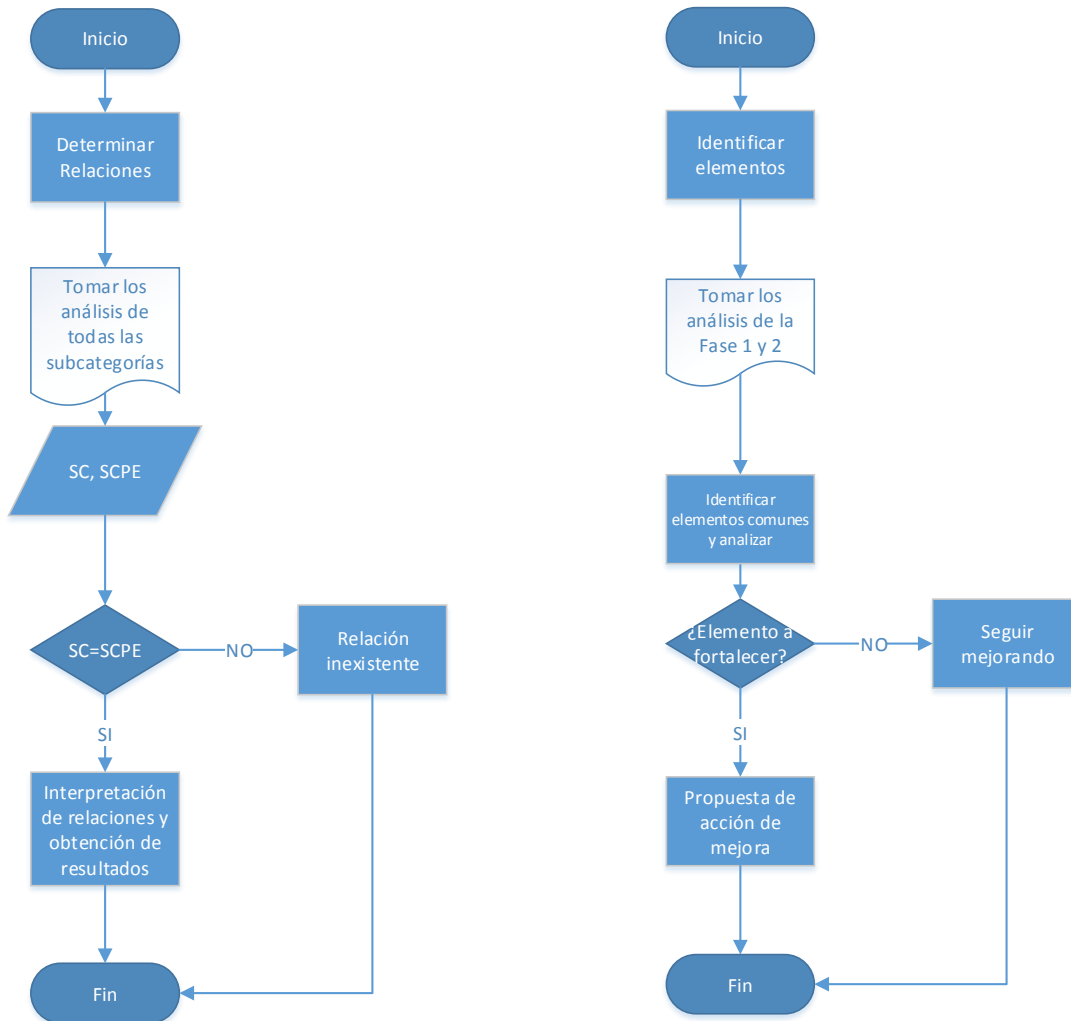 Inicio
Determinar
Relaciones
Tomar los
análisis de
todas las
subcategorías
SC, SCPE
SC=SCPE
NO
Relación
inexistente
SI
Interpretación
de relaciones y
obtención de
resultados
Fin
Inicio
Identificar
elementos
Tomar los
análisis de la
Fase 1 y 2
Identificar
elementos comunes
y analizar
¿Elemento a
fortalecer?
NO
Seguir
mejorando
SI
Propuesta de
acción de
mejora
Fin